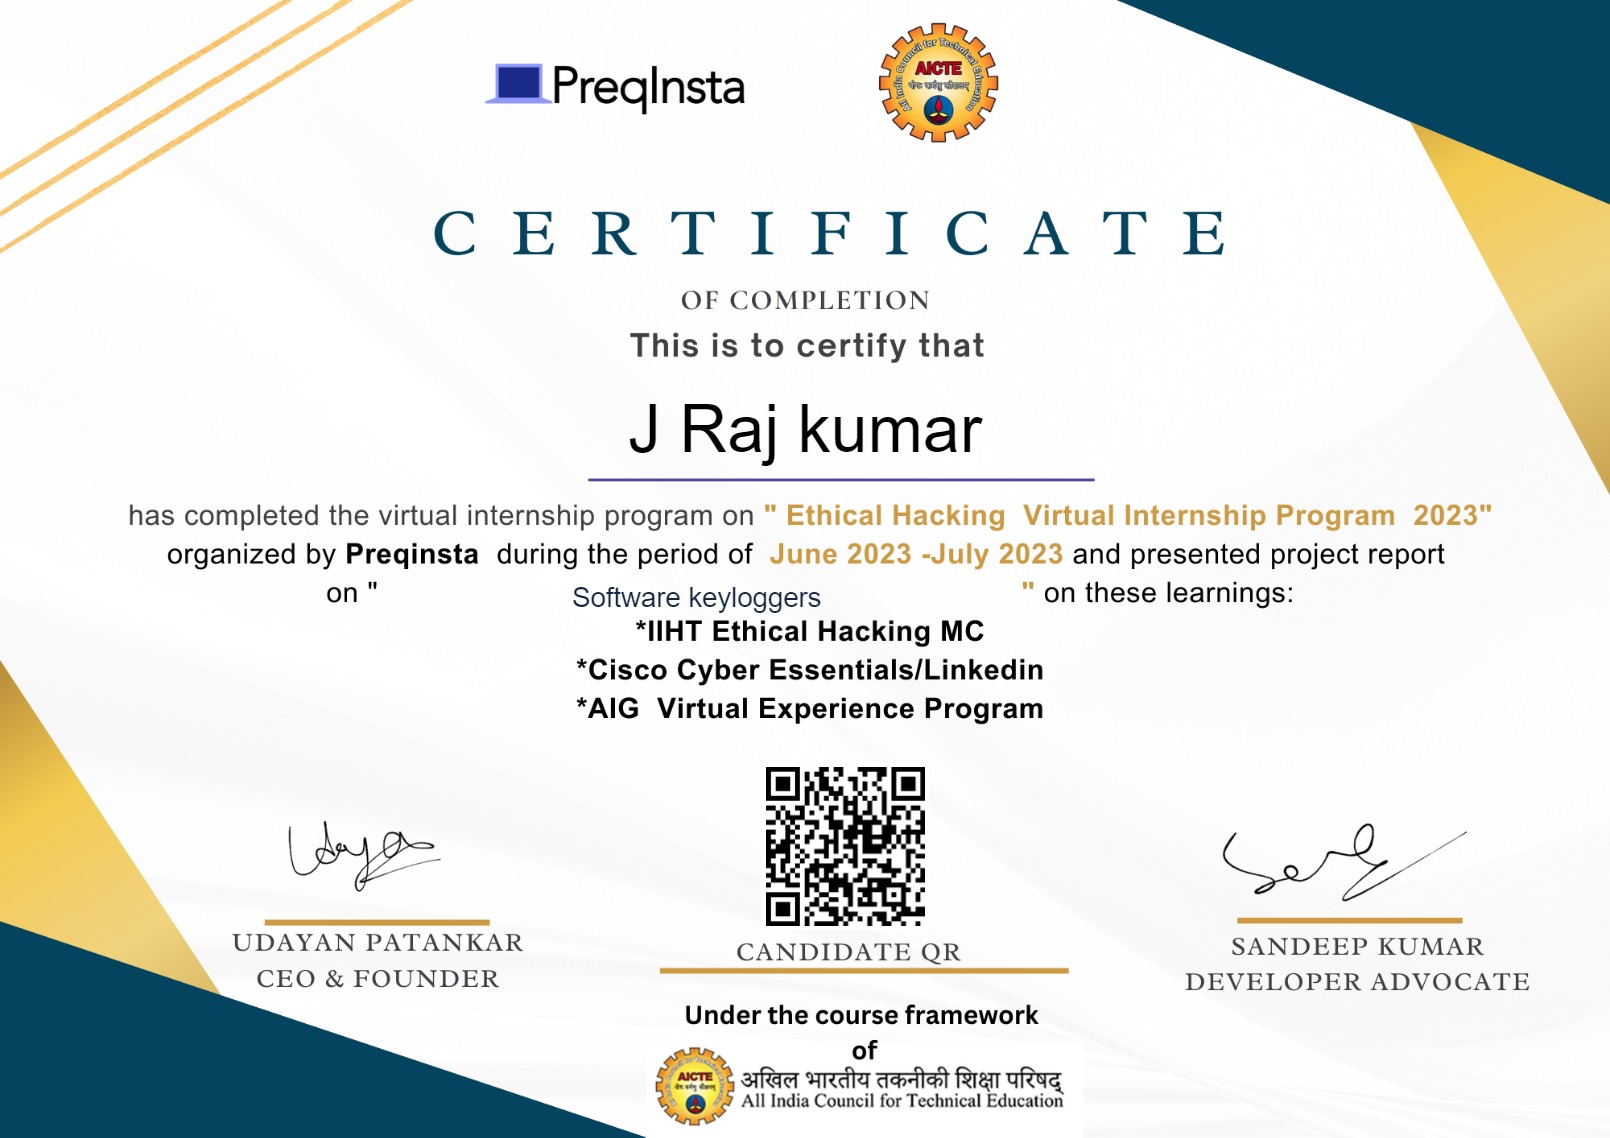 PreqInsta
All India Council for Technical Education
AICTE
योगः कर्मसु कौशलम्
CERTIFICATE
OF COMPLETION
This is to certify that
J Raj kumar
has completed the virtual internship program on " Ethical Hacking Virtual Internship Program 2023"
organized by Preqinsta during the period of June 2023 -July 2023 and presented project report
on " Software keyloggers " on these learnings:
*IIHT Ethical Hacking MC
*Cisco Cyber Essentials/Linkedin
*AIG Virtual Experience Program
UDAYAN PATANKAR
CEO & FOUNDER
CANDIDATE QR
SANDEEP KUMAR
DEVELOPER ADVOCATE
Under the course framework
of
AICTE
अखिल भारतीय तकनीकी शिक्षा परिषद्
All India Council for Technical Education